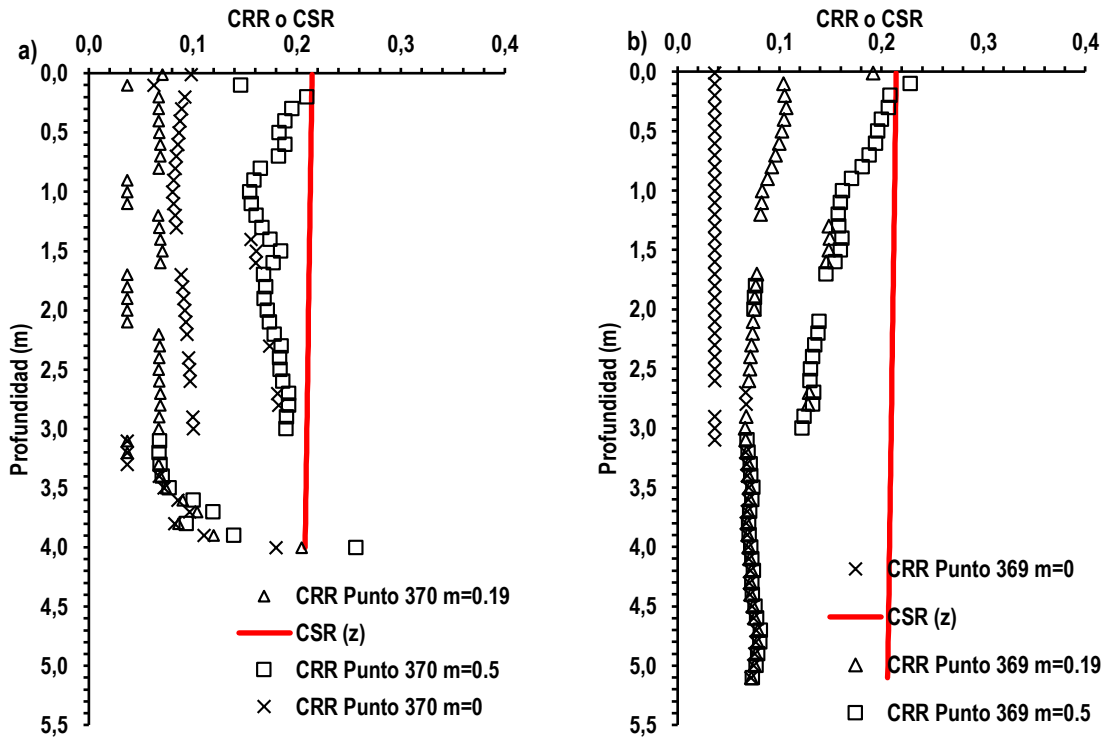 CRR o CSR
a)
0,0 0,1 0,2 0,3 0,4
Profundidad (m)
0,0
0,5
1,0
1,5
2,0
2,5
3,0
3,5
4,0
4,5
5,0
5,5
CRR Punto 370 m=0.19
CSR (z)
CRR Punto 370 m=0.5
CRR Punto 370 m=0
CRR o CSR
b)
0,0 0,1 0,2 0,3 0,4
Profundidad (m)
0,0
0,5
1,0
1,5
2,0
2,5
3,0
3,5
4,0
4,5
5,0
5,5
CRR Punto 369 m=0
CSR (z)
CRR Punto 369 m=0.19
CRR Punto 369 m=0.5